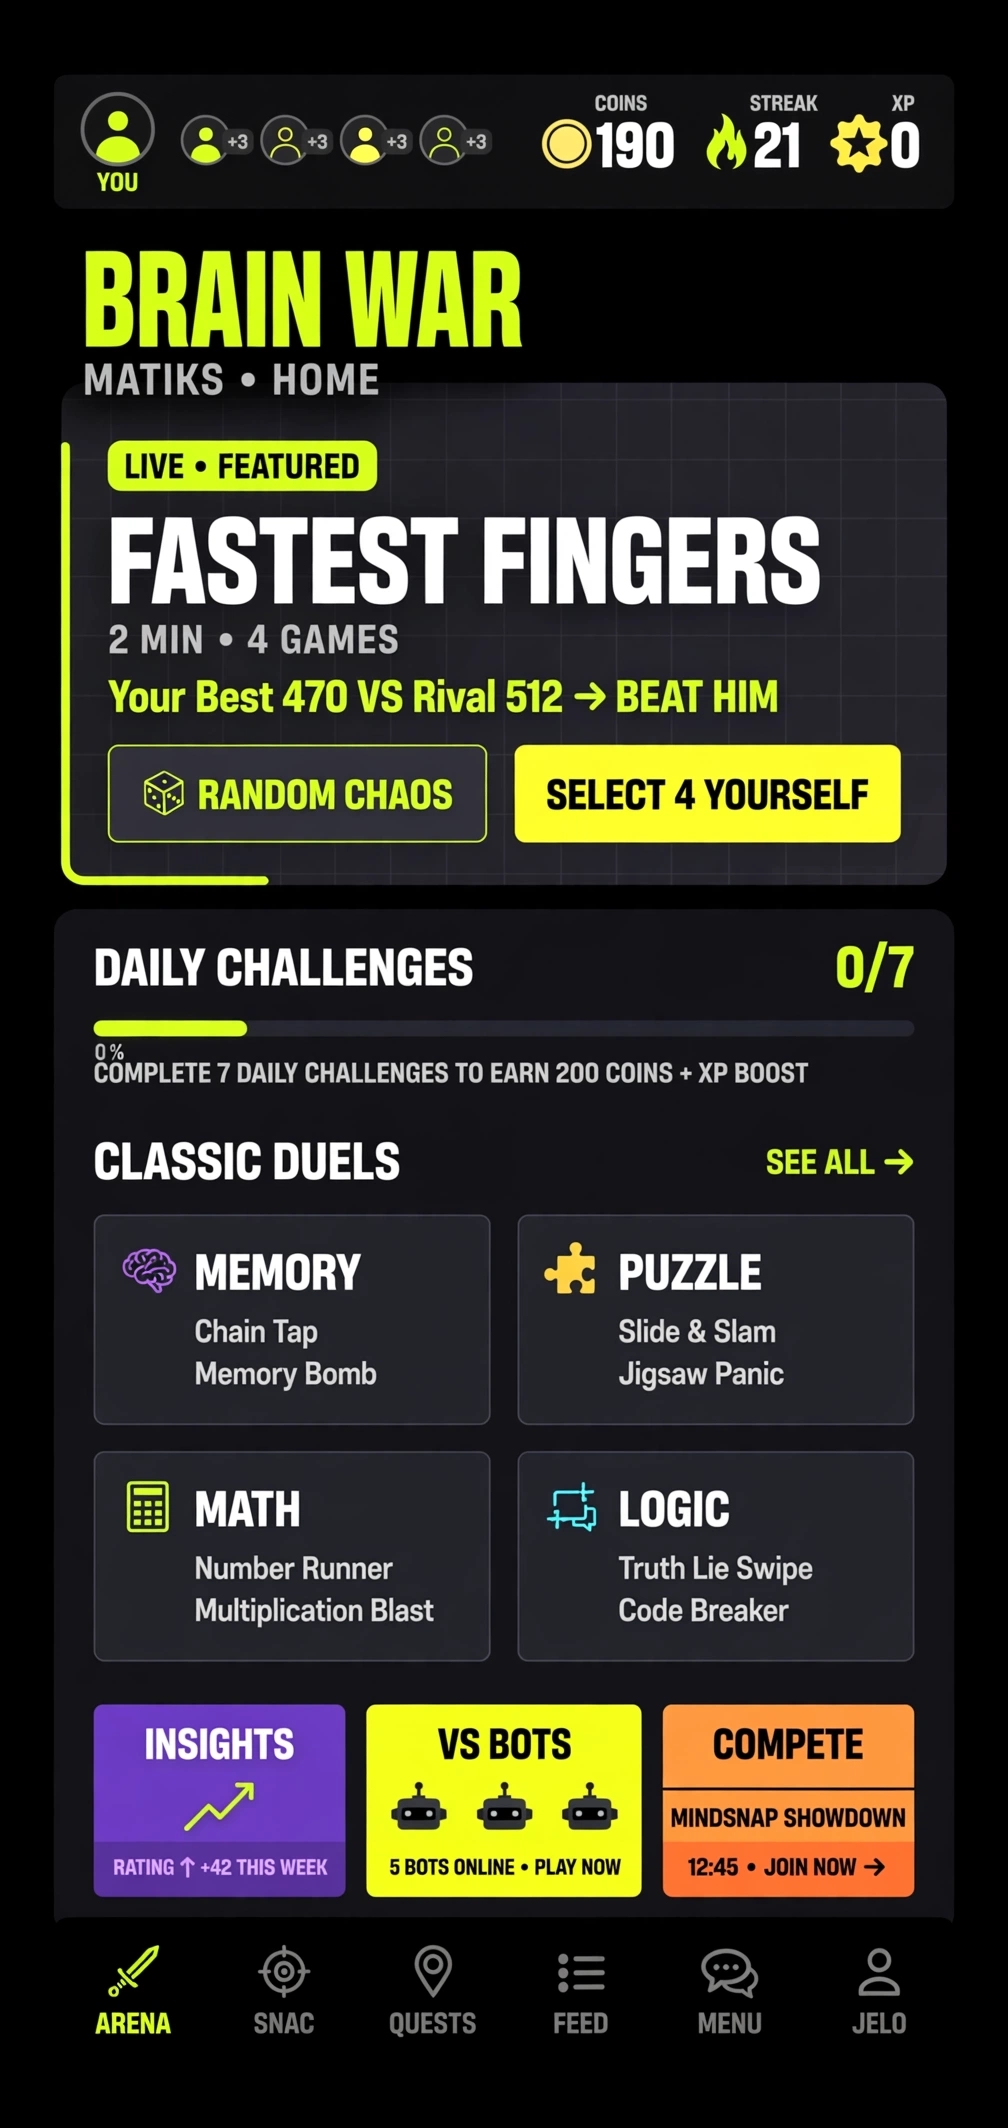 COINS STREAK XP
+3 +3 +3 +3 190 21 0
YOU
BRAIN WAR
MATIKS • HOME
LIVE • FEATURED
FASTEST FINGERS
2 MIN • 4 GAMES
Your Best 470 VS Rival 512 → BEAT HIM
RANDOM CHAOS SELECT 4 YOURSELF
DAILY CHALLENGES 0/7
0%
COMPLETE 7 DAILY CHALLENGES TO EARN 200 COINS + XP BOOST
CLASSIC DUELS SEE ALL →
MEMORY
Chain Tap
Memory Bomb
PUZZLE
Slide & Slam
Jigsaw Panic
MATH
Number Runner
Multiplication Blast
LOGIC
Truth Lie Swipe
Code Breaker
INSIGHTS
RATING ↑ +42 THIS WEEK
VS BOTS
5 BOTS ONLINE • PLAY NOW
COMPETE
MINDSNAP SHOWDOWN
12:45 • JOIN NOW →
ARENA SNAC QUESTS FEED MENU JELO